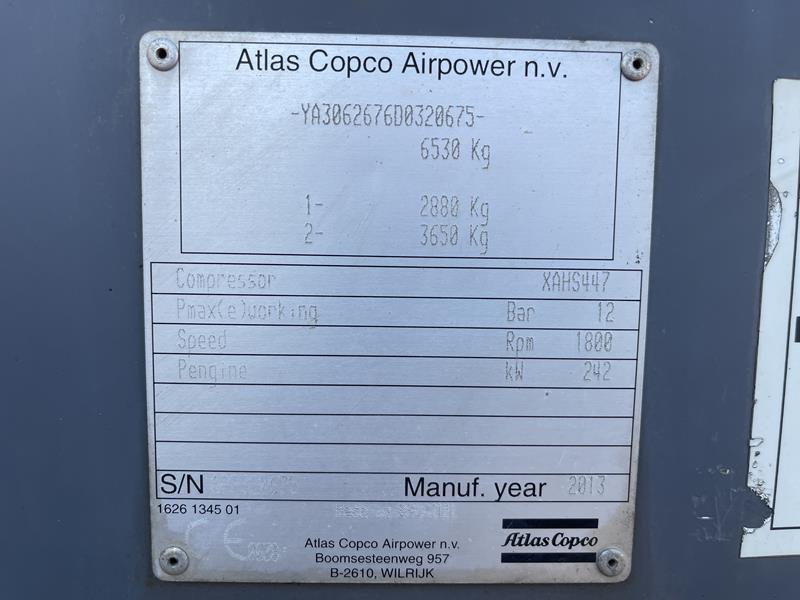 Atlas Copco Airpower n.v.
-YA3062676D0320675-
6530 Kg
1- 2880 Kg
2- 3650 Kg
Compressor XAHS447
Pmax(e)working Bar 12
Speed Rpm 1800
Pengine kW 242
S/N Manuf. year 2013
1626 1345 01
CE
Atlas Copco Airpower n.v.
Boomsesteenweg 957
B-2610, WILRIJK
Atlas Copco